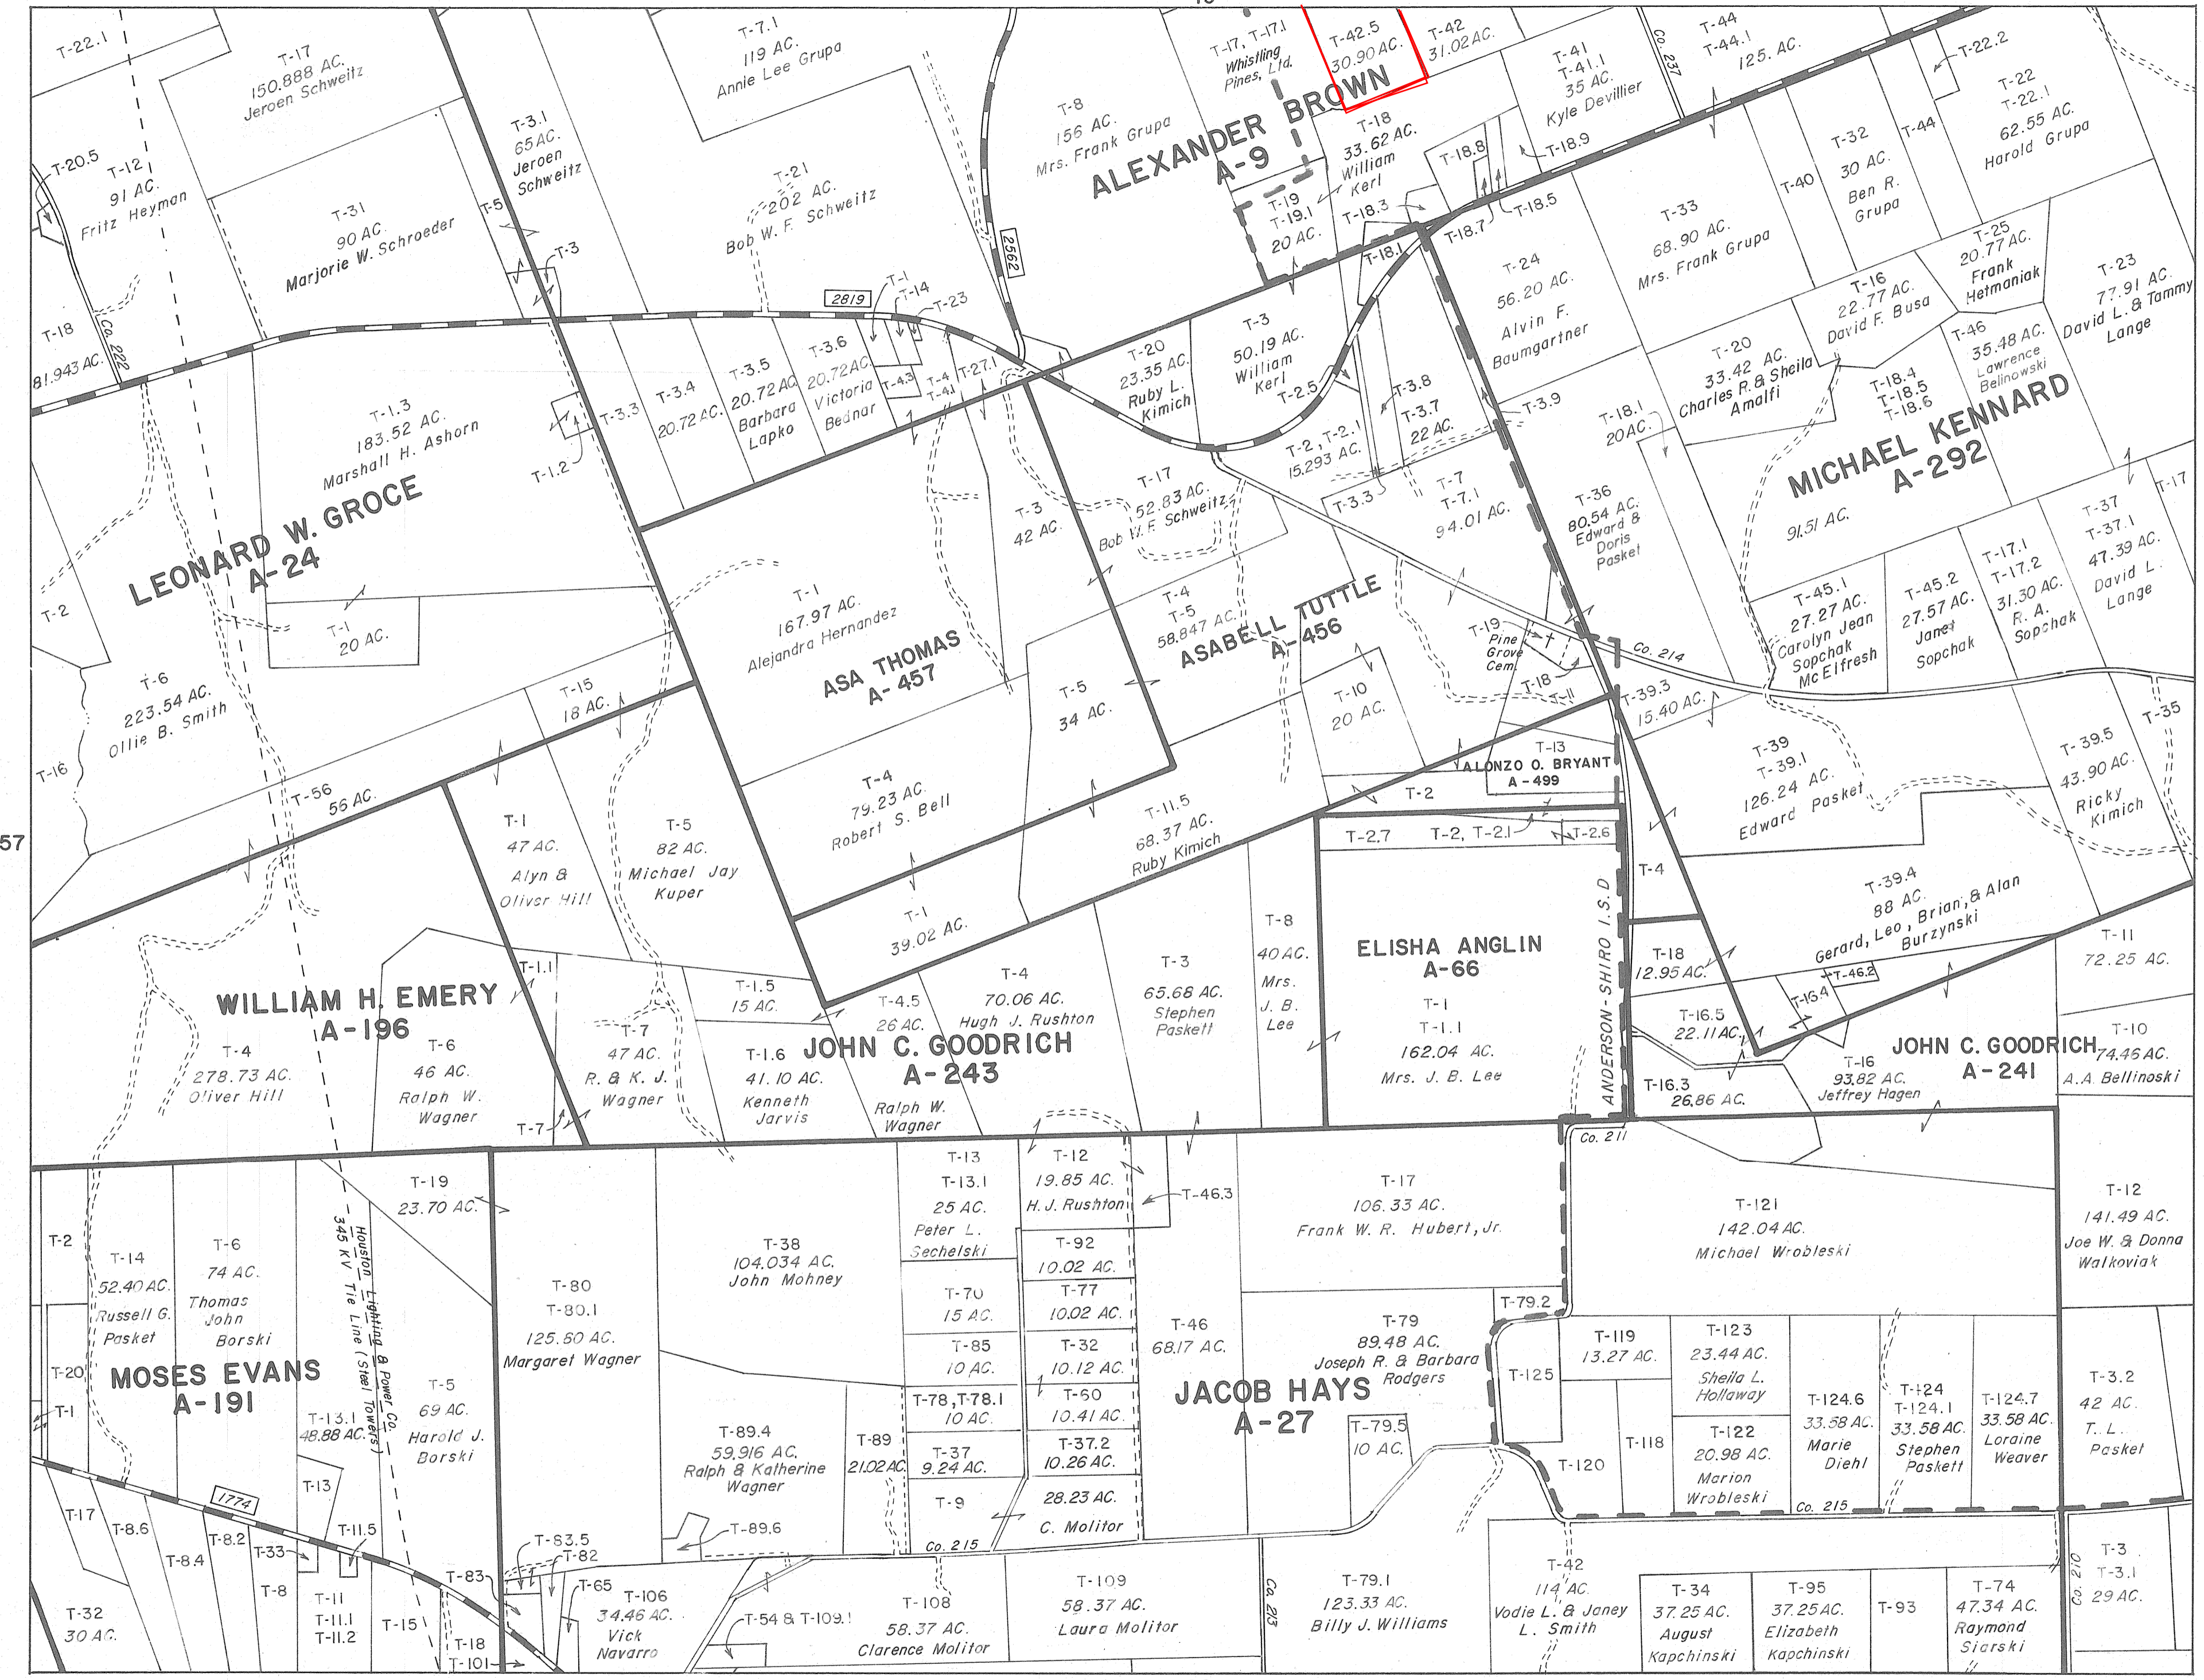 T-22.1
T-17
150.888 AC.
Jeroen Schweitz
T-7.1
119 AC.
Annie Lee Grupa
T-17, T-17.1
Whistling
Pines, Ltd.
T-42.5
30.90 AC.
T-42
31.02 AC.
T-41
T-41.1
35 AC.
Kyle Devillier
Co. 237
T-44
T-44.1
125. AC.
T-22.2
T-22
T-22.1
62.55 AC.
Harold Grupa
T-20.5
T-12
91 AC.
Fritz Heyman
T-31
90 AC.
Marjorie W. Schroeder
T-5
T-3.1
65 AC.
Jeroen
Schweitz
T-3
T-21
202 AC.
Bob W. F. Schweitz
T-8
156 AC.
Mrs. Frank Grupa
ALEXANDER BROWN
A-9
T-18
33.62 AC.
William
Kerl
T-19
T-19.1
20 AC.
T-18.3
T-18.1
T-18.8
T-18.9
T-18.5
T-18.7
T-44
T-40
T-32
30 AC.
Ben R.
Grupa
T-33
68.90 AC.
Mrs. Frank Grupa
T-24
56.20 AC.
Alvin F.
Baumgartner
T-25
20.77 AC.
Frank
Hetmaniak
T-16
22.77 AC.
David F. Busa
T-23
77.91 AC.
David L. & Tammy
Lange
T-18
81.943 AC.
Co. 222
2819
2562
T-1
T-14
T-23
T-1.3
183.52 AC.
Marshall H. Ashorn
T-1.2
T-3.3
T-3.4
20.72 AC.
T-3.5
20.72 AC.
Barbara
Lapko
T-3.6
20.72 AC.
Victoria
Bednar
T-4.3
T-4
T-4.1
T-27.1
T-20
23.35 AC.
Ruby L.
Kimich
T-3
50.19 AC.
William
Kerl
T-2.5
T-3.8
T-3.7
22 AC.
T-3.9
T-2, T-2.1
15.293 AC.
T-3.3
T-20
33.42 AC.
Charles R. & Sheila
Amalfi
T-46
35.48 AC.
Lawrence
Belinowski
T-18.4
T-18.5
T-18.6
T-18.1
20 AC.
MICHAEL KENNARD
A-292
91.51 AC.
LEONARD W. GROCE
A-24
T-17
52.83 AC.
Bob W. F. Schweitz
T-3
42 AC.
T-7
T-7.1
94.01 AC.
T-36
80.54 AC.
Edward &
Doris
Pasket
T-37
T-37.1
47.39 AC.
David L.
Lange
T-17
T-17.1
T-17.2
31.30 AC.
R. A.
Sopchak
T-45.2
27.57 AC.
Janet
Sopchak
T-45.1
27.27 AC.
Carolyn Jean
Sopchak
McElfresh
T-2
T-1
20 AC.
T-6
223.54 AC.
Ollie B. Smith
T-16
T-15
18 AC.
T-56
56 AC.
T-1
167.97 AC.
Alejandra Hernandez
ASA THOMAS
A-457
T-4
79.23 AC.
Robert S. Bell
T-4
T-5
58.847 AC.
ASABELL TUTTLE
A-456
T-5
34 AC.
T-10
20 AC.
T-19
Pine
Grove
Cem.
T-18
T-11
Co. 214
T-39.3
15.40 AC.
T-39
T-39.1
126.24 AC.
Edward Pasket
T-35
T-39.5
43.90 AC.
Ricky
Kimich
T-13
ALONZO O. BRYANT
A-499
T-2
57
T-1
47 AC.
Alyn &
Oliver Hill
T-5
82 AC.
Michael Jay
Kuper
T-11.5
68.37 AC.
Ruby Kimich
T-1
39.02 AC.
T-2.7
T-2, T-2.1
T-2.6
T-4
T-39.4
88 AC.
Gerard, Leo, Brian, & Alan
Burzynski
T-8
40 AC.
Mrs.
J. B.
Lee
ELISHA ANGLIN
A-66
T-1
T-1.1
162.04 AC.
Mrs. J. B. Lee
ANDERSON-SHIRO I.S.D
T-18
12.95 AC.
T-46.2
T-16.4
T-16.5
22.11 AC.
T-16.3
26.86 AC.
T-16
93.82 AC.
Jeffrey Hagen
JOHN C. GOODRICH
A-241
T-11
72.25 AC.
T-10
74.46 AC.
A.A. Bellinoski
WILLIAM H. EMERY
A-196
T-4
278.73 AC.
Oliver Hill
T-6
46 AC.
Ralph W.
Wagner
T-1.1
T-7
T-7
47 AC.
R. & K. J.
Wagner
T-1.5
15 AC.
T-1.6
41.10 AC.
Kenneth
Jarvis
T-4.5
26 AC.
Ralph W.
Wagner
T-4
70.06 AC.
Hugh J. Rushton
JOHN C. GOODRICH
A-243
T-3
65.68 AC.
Stephen
Paskett
Co. 211
T-2
T-14
52.40 AC.
Russell G.
Pasket
T-6
74 AC.
Thomas
John
Borski
T-19
23.70 AC.
Houston Lighting & Power Co.
345 KV Tie Line (Steel Towers)
T-20
T-1
MOSES EVANS
A-191
T-13.1
48.88 AC.
T-13
T-5
69 AC.
Harold J.
Borski
T-80
T-80.1
125.60 AC.
Margaret Wagner
T-38
104.034 AC.
John Mohney
T-13
T-13.1
25 AC.
Peter L.
Sechelski
T-12
19.85 AC.
H. J. Rushton
T-46.3
T-92
10.02 AC.
T-70
15 AC.
T-77
10.02 AC.
T-85
10 AC.
T-32
10.12 AC.
T-78, T-78.1
10 AC.
T-60
10.41 AC.
T-37
9.24 AC.
T-37.2
10.26 AC.
T-9
28.23 AC.
C. Molitor
T-89.4
59.916 AC.
Ralph & Katherine
Wagner
T-89
21.02 AC.
T-89.6
T-46
68.17 AC.
JACOB HAYS
A-27
T-17
106.33 AC.
Frank W. R. Hubert, Jr.
T-79
89.48 AC.
Joseph R. & Barbara
Rodgers
T-79.2
T-79.5
10 AC.
T-121
142.04 AC.
Michael Wrobleski
T-125
T-119
13.27 AC.
T-123
23.44 AC.
Sheila L.
Hollaway
T-118
T-120
T-122
20.98 AC.
Marion
Wrobleski
T-124.6
33.58 AC.
Marie
Diehl
T-124
T-124.1
33.58 AC.
Stephen
Paskett
T-124.7
33.58 AC.
Loraine
Weaver
T-12
141.49 AC.
Joe W. & Donna
Walkoviak
T-3.2
42 AC.
T. L.
Pasket
Co. 215
1774
T-17
T-8.6
T-8.4
T-8.2
T-33
T-8
T-11.5
T-11
T-11.1
T-11.2
T-15
T-32
30 AC.
T-18
T-101
T-83
T-83.5
T-82
T-65
T-106
34.46 AC.
Vick
Navarro
T-54 & T-109.1
Co. 215
T-108
58.37 AC.
Clarence Molitor
T-109
58.37 AC.
Laura Molitor
Co. 213
T-79.1
123.33 AC.
Billy J. Williams
T-42
114 AC.
Vodie L. & Janey
L. Smith
T-34
37.25 AC.
August
Kapchinski
T-95
37.25 AC.
Elizabeth
Kapchinski
T-93
T-74
47.34 AC.
Raymond
Siarski
Co. 210
T-3
T-3.1
29 AC.